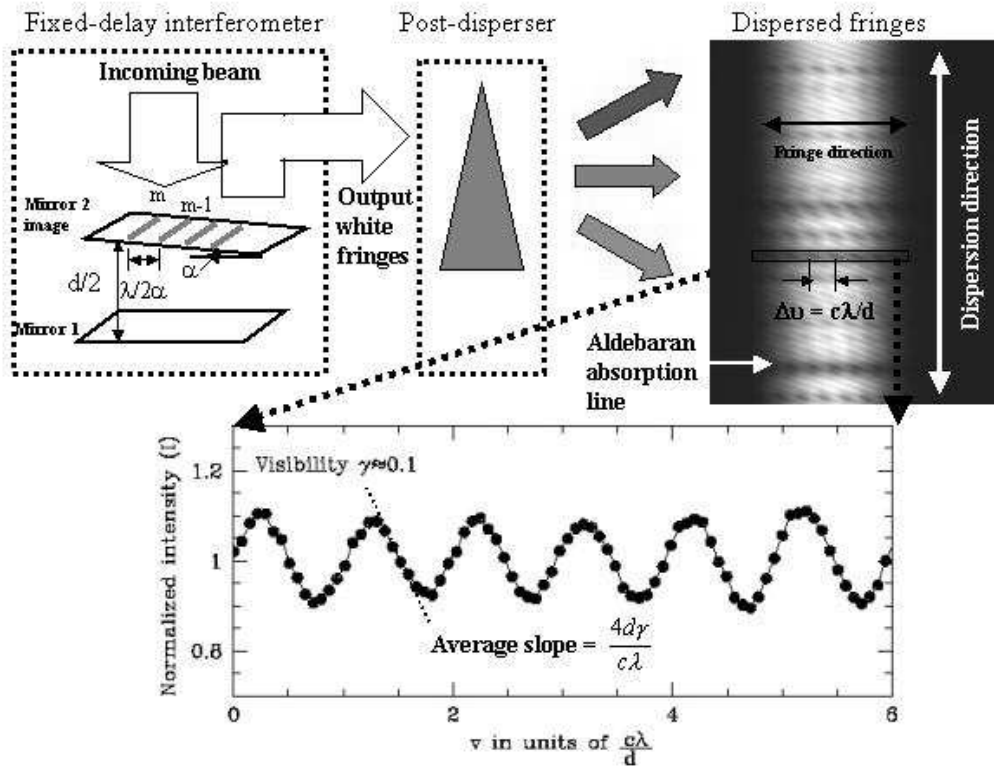 Fixed-delay interferometer
Post-disperser
Dispersed fringes
Incoming beam
Mirror 2
image
m
m-1
α
d/2
λ/2α
Mirror 1
Output
white
fringes
Fringe direction
Δυ = cλ/d
Dispersion direction
Aldebaran
absorption
line
Normalized intensity (I)
1.2
1
0.8
Visibility γ≈0.1
Average slope = 4dγ/cλ
0
2
4
6
v in units of cλ/d